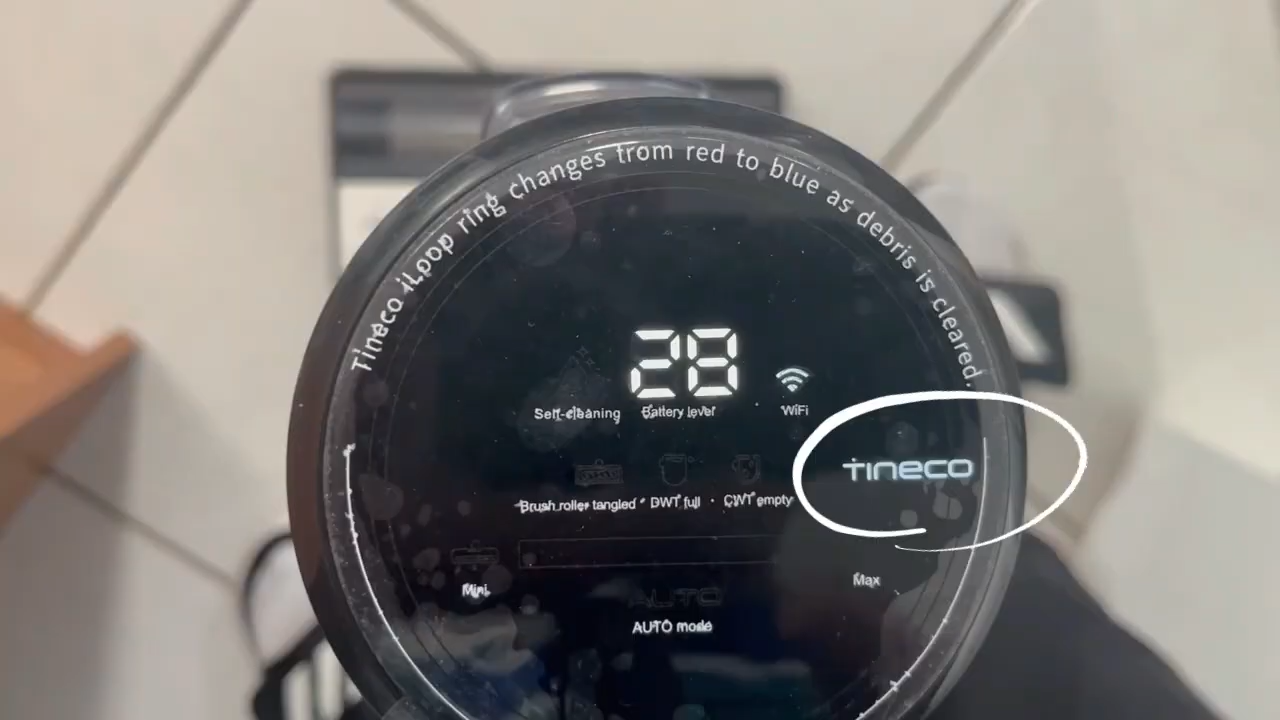 Tineco iLoop ring changes from red to blue as debris is cleared.
28
Self-cleaning Battery level WiFi
TINECO
Brush roller tangled • DWT full • CWT empty
Mini Max
AUTO
AUTO mode